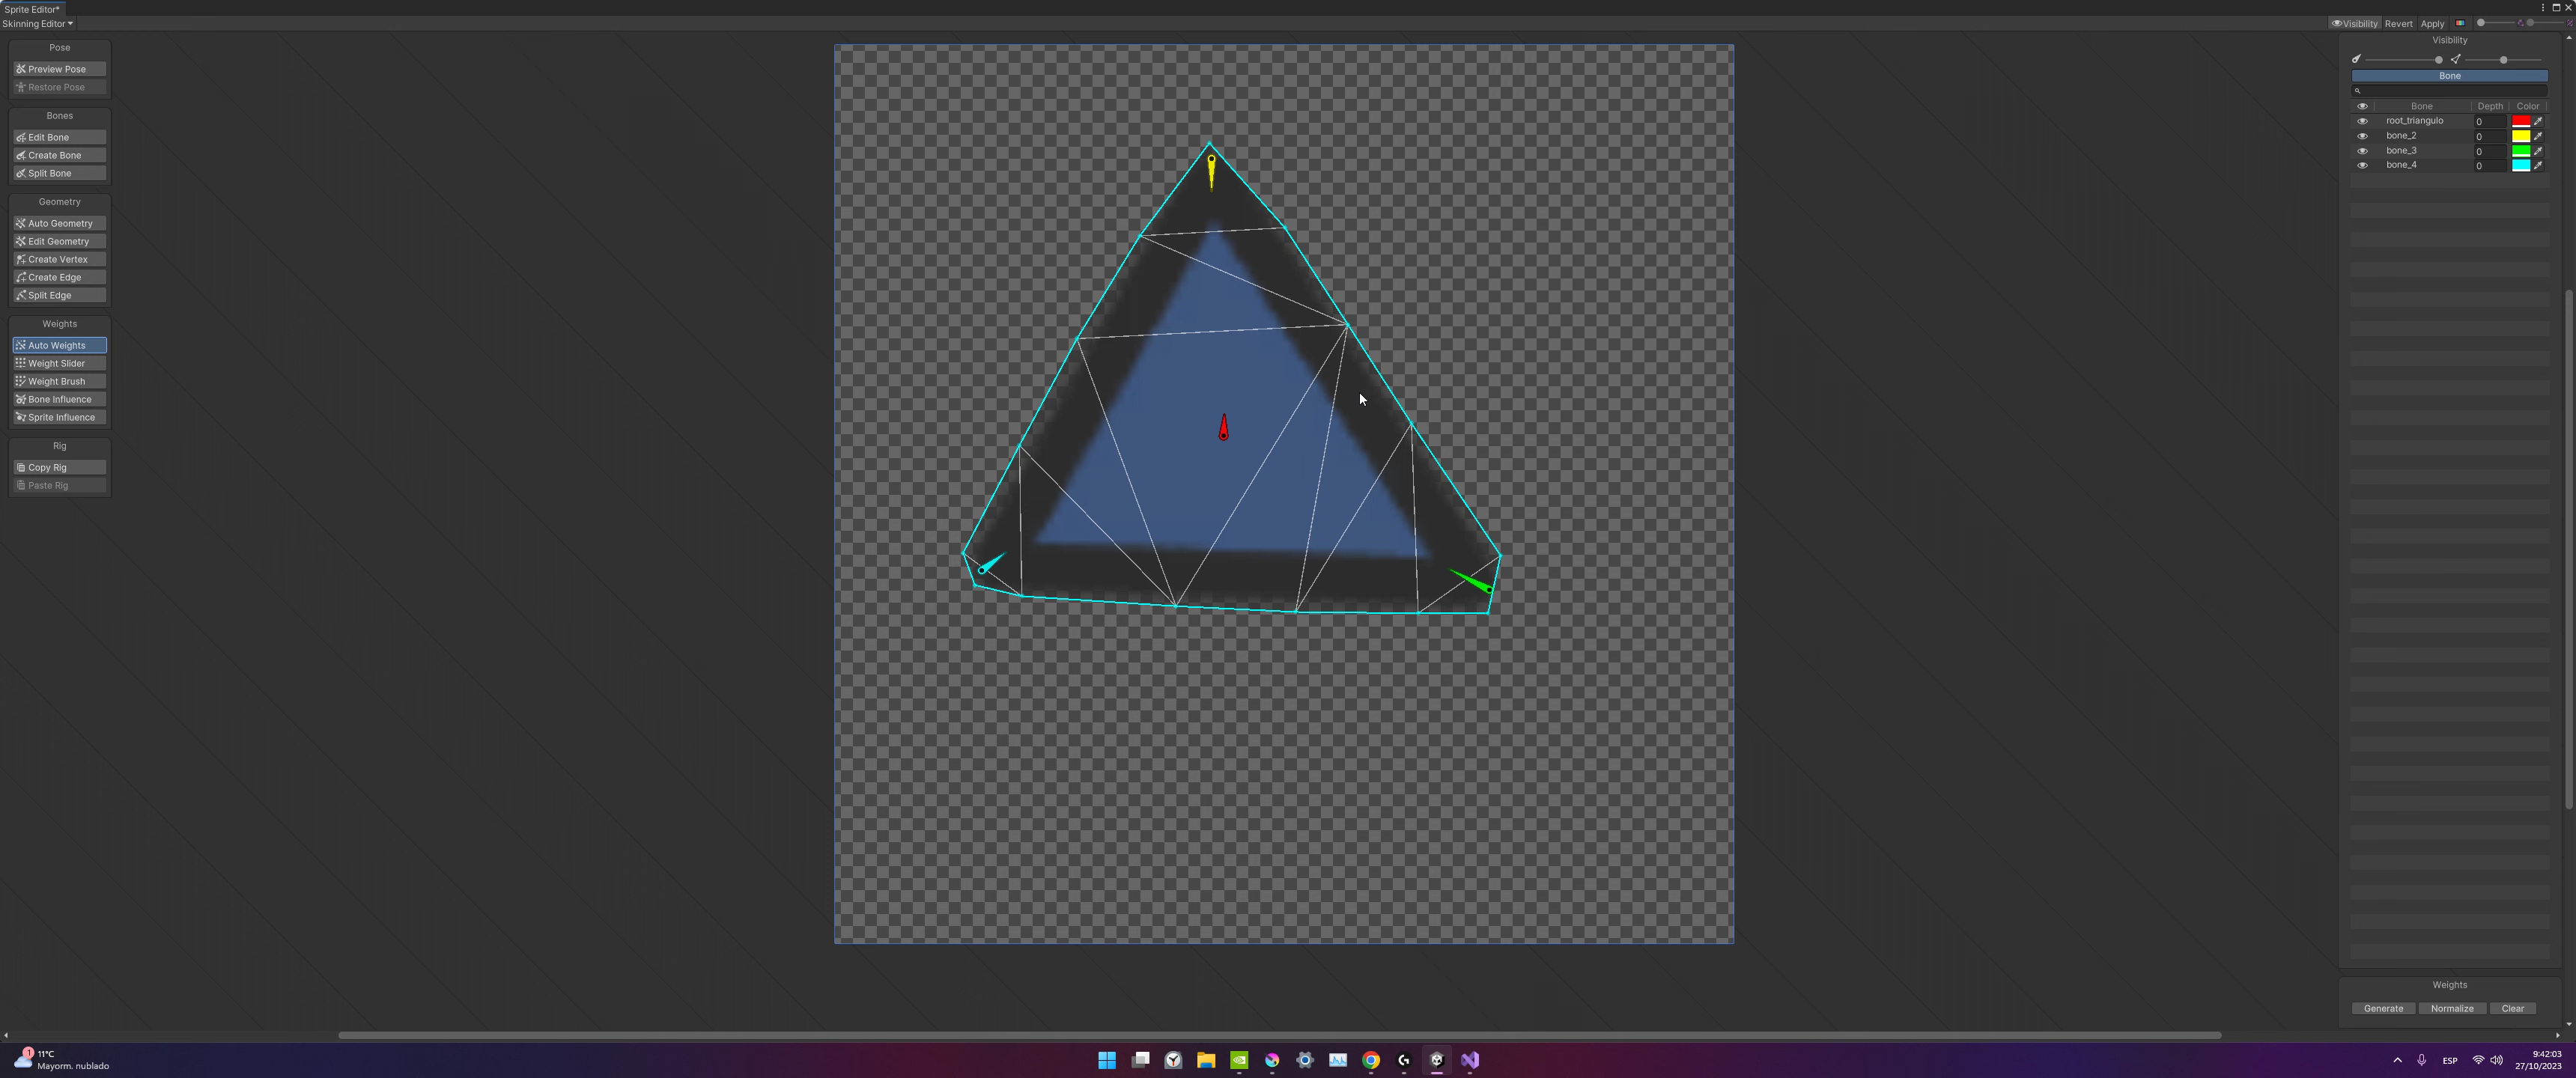 Sprite Editor*
Skinning Editor
Visibility
Revert
Apply
Pose
Preview Pose
Restore Pose
Bones
Edit Bone
Create Bone
Split Bone
Geometry
Auto Geometry
Edit Geometry
Create Vertex
Create Edge
Split Edge
Weights
Auto Weights
Weight Slider
Weight Brush
Bone Influence
Sprite Influence
Rig
Copy Rig
Paste Rig
Visibility
Bone
Bone Depth Color
root_triangulo 0
bone_2 0
bone_3 0
bone_4 0
Weights
Generate Normalize Clear
1
11°C
Mayorm. nublado
ESP
9:42:03
27/10/2023